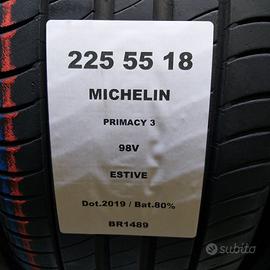 225 55 18
MICHELIN
PRIMACY 3
98V
ESTIVE
Dot.2019 / Bat.80%
BR1489
subito